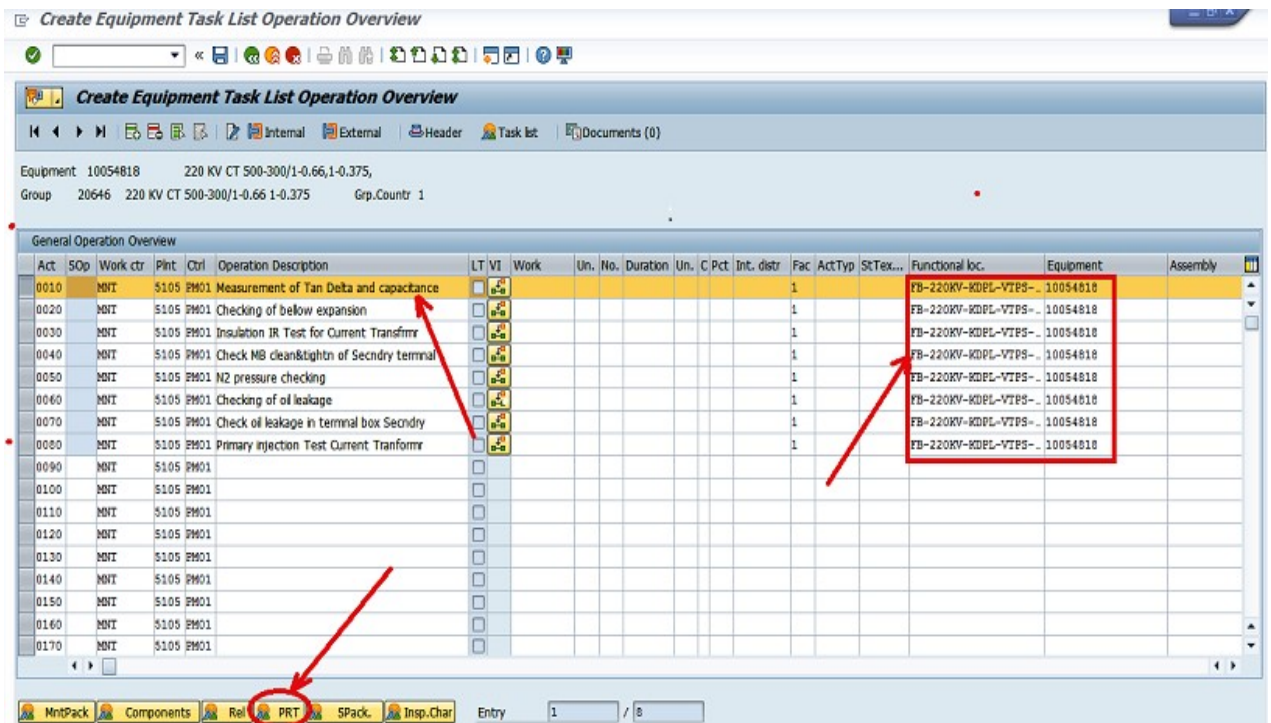 Create Equipment Task List Operation Overview
Create Equipment Task List Operation Overview
Internal External Header Task list Documents (0)
Equipment 10054818 220 KV CT 500-300/1-0.66,1-0.375,
Group 20646 220 KV CT 500-300/1-0.66 1-0.375 Grp.Countr 1
General Operation Overview
Act SOp Work ctr Plnt Ctrl Operation Description LT VI Work Un. No. Duration Un. C Pct Int. distr Fac ActTyp StTex... Functional loc. Equipment Assembly
0010 MNT 5105 PM01 Measurement of Tan Delta and capacitance 1 FB-220KV-KDPL-VTPS-.. 10054818
0020 MNT 5105 PM01 Checking of bellow expansion 1 FB-220KV-KDPL-VTPS-.. 10054818
0030 MNT 5105 PM01 Insulation IR Test for Current Transfrmr 1 FB-220KV-KDPL-VTPS-.. 10054818
0040 MNT 5105 PM01 Check MB clean&tightn of Secndry termnal 1 FB-220KV-KDPL-VTPS-.. 10054818
0050 MNT 5105 PM01 N2 pressure checking 1 FB-220KV-KDPL-VTPS-.. 10054818
0060 MNT 5105 PM01 Checking of oil leakage 1 FB-220KV-KDPL-VTPS-.. 10054818
0070 MNT 5105 PM01 Check oil leakage in termnal box Secndry 1 FB-220KV-KDPL-VTPS-.. 10054818
0080 MNT 5105 PM01 Primary injection Test Current Tranformr 1 FB-220KV-KDPL-VTPS-.. 10054818
0090 MNT 5105 PM01
0100 MNT 5105 PM01
0110 MNT 5105 PM01
0120 MNT 5105 PM01
0130 MNT 5105 PM01
0140 MNT 5105 PM01
0150 MNT 5105 PM01
0160 MNT 5105 PM01
0170 MNT 5105 PM01
MntPack Components Rel PRT SPack. Insp.Char Entry 1 / 8